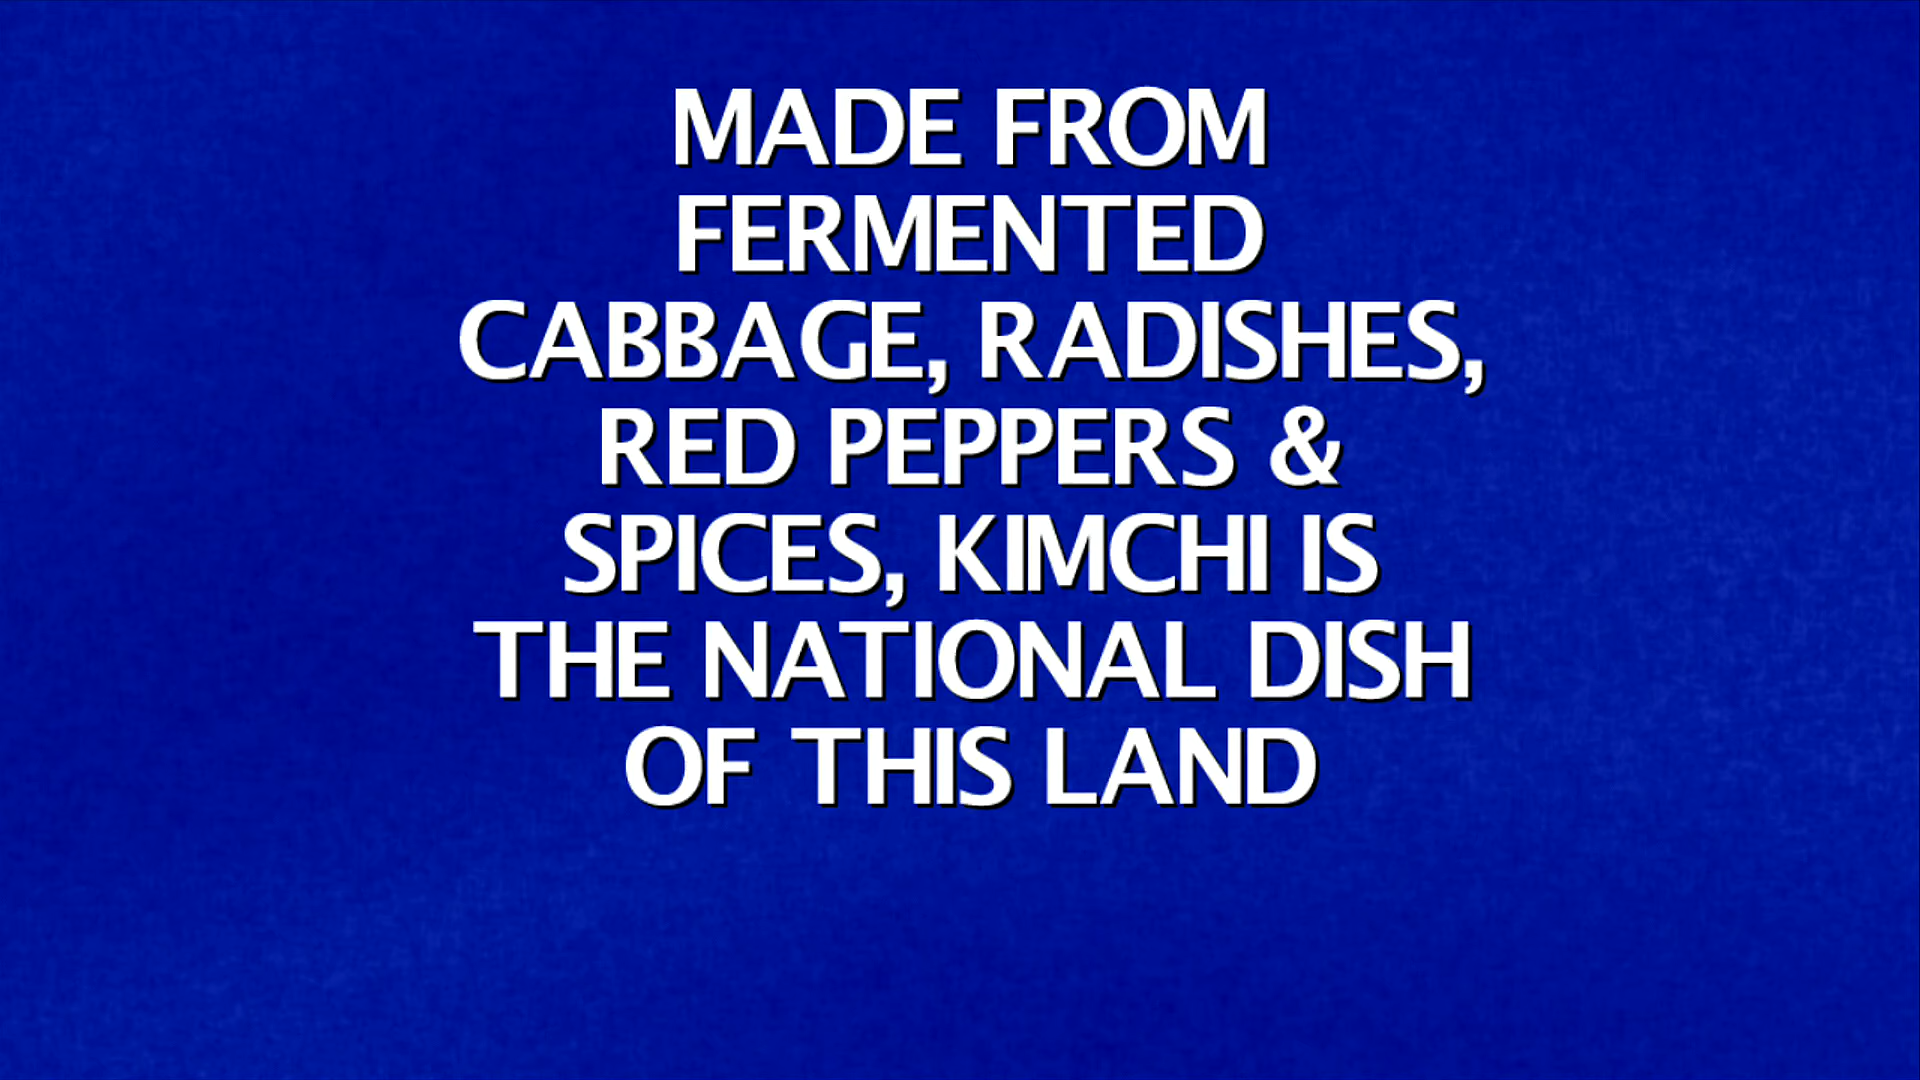 MADE FROM
FERMENTED
CABBAGE, RADISHES,
RED PEPPERS &
SPICES, KIMCHI IS
THE NATIONAL DISH
OF THIS LAND